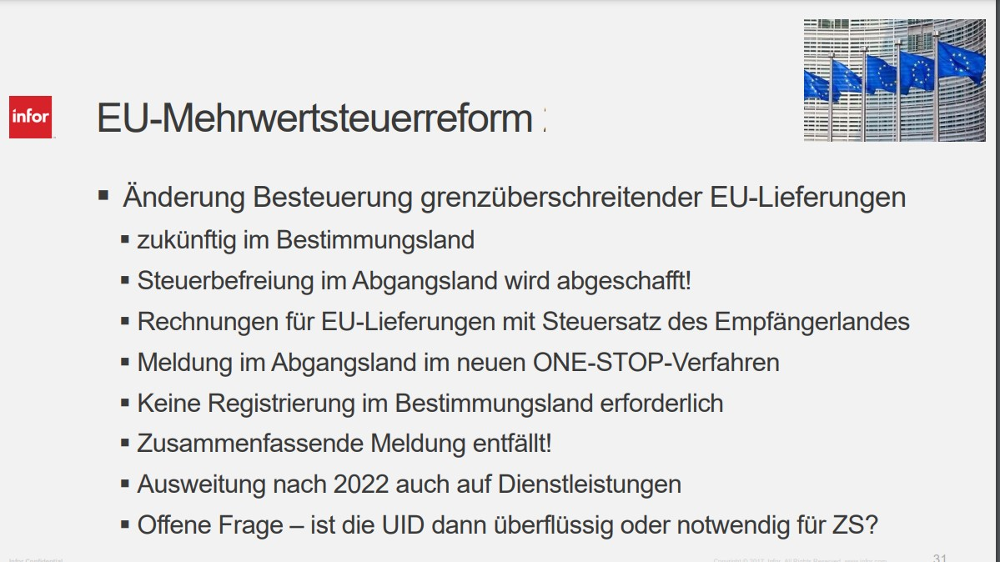 infor
EU-Mehrwertsteuerreform
Änderung Besteuerung grenzüberschreitender EU-Lieferungen
zukünftig im Bestimmungsland
Steuerbefreiung im Abgangsland wird abgeschafft!
Rechnungen für EU-Lieferungen mit Steuersatz des Empfängerlandes
Meldung im Abgangsland im neuen ONE-STOP-Verfahren
Keine Registrierung im Bestimmungsland erforderlich
Zusammenfassende Meldung entfällt!
Ausweitung nach 2022 auch auf Dienstleistungen
Offene Frage – ist die UID dann überflüssig oder notwendig für ZS?
31